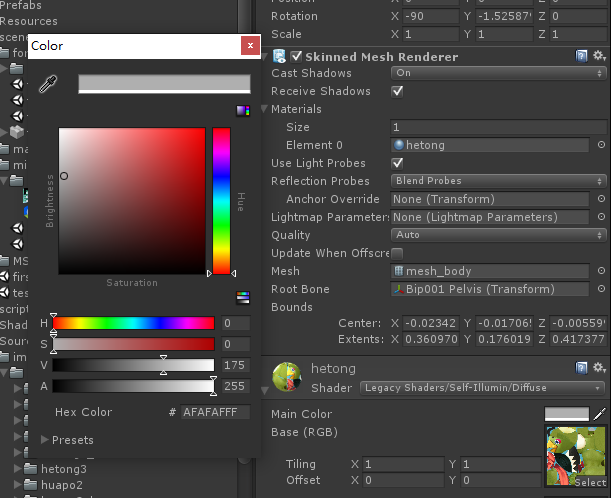 Prefabs
Resources
scene
for
Color
x
Brightness
Hue
Saturation
H 0
S 0
V 175
A 255
Hex Color # AFAFAFFF
Presets
hetong3
huapo2
Position
Rotation X -90 Y -1.5258 Z 0
Scale X 1 Y 1 Z 1
Skinned Mesh Renderer
Cast Shadows On
Receive Shadows
Materials
Size 1
Element 0 hetong
Use Light Probes
Reflection Probes Blend Probes
Anchor Override None (Transform)
Lightmap Parameter None (Lightmap Parameters)
Quality Auto
Update When Offscre
Mesh mesh_body
Root Bone Bip001 Pelvis (Transform)
Bounds
Center: X -0.02342 Y -0.01706 Z -0.00559
Extents: X 0.360970 Y 0.176019 Z 0.417377
hetong
Shader Legacy Shaders/Self-Illumin/Diffuse
Main Color
Base (RGB)
Tiling X 1 Y 1
Offset X 0 Y 0
Select